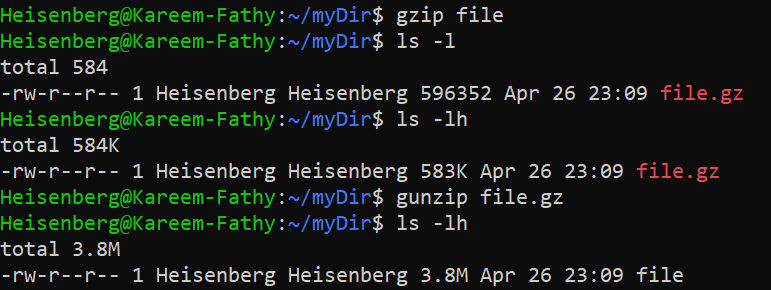 Heisenberg@Kareem-Fathy:~/myDir$ gzip file
Heisenberg@Kareem-Fathy:~/myDir$ ls -l
total 584
-rw-r--r-- 1 Heisenberg Heisenberg 596352 Apr 26 23:09 file.gz
Heisenberg@Kareem-Fathy:~/myDir$ ls -lh
total 584K
-rw-r--r-- 1 Heisenberg Heisenberg 583K Apr 26 23:09 file.gz
Heisenberg@Kareem-Fathy:~/myDir$ gunzip file.gz
Heisenberg@Kareem-Fathy:~/myDir$ ls -lh
total 3.8M
-rw-r--r-- 1 Heisenberg Heisenberg 3.8M Apr 26 23:09 file